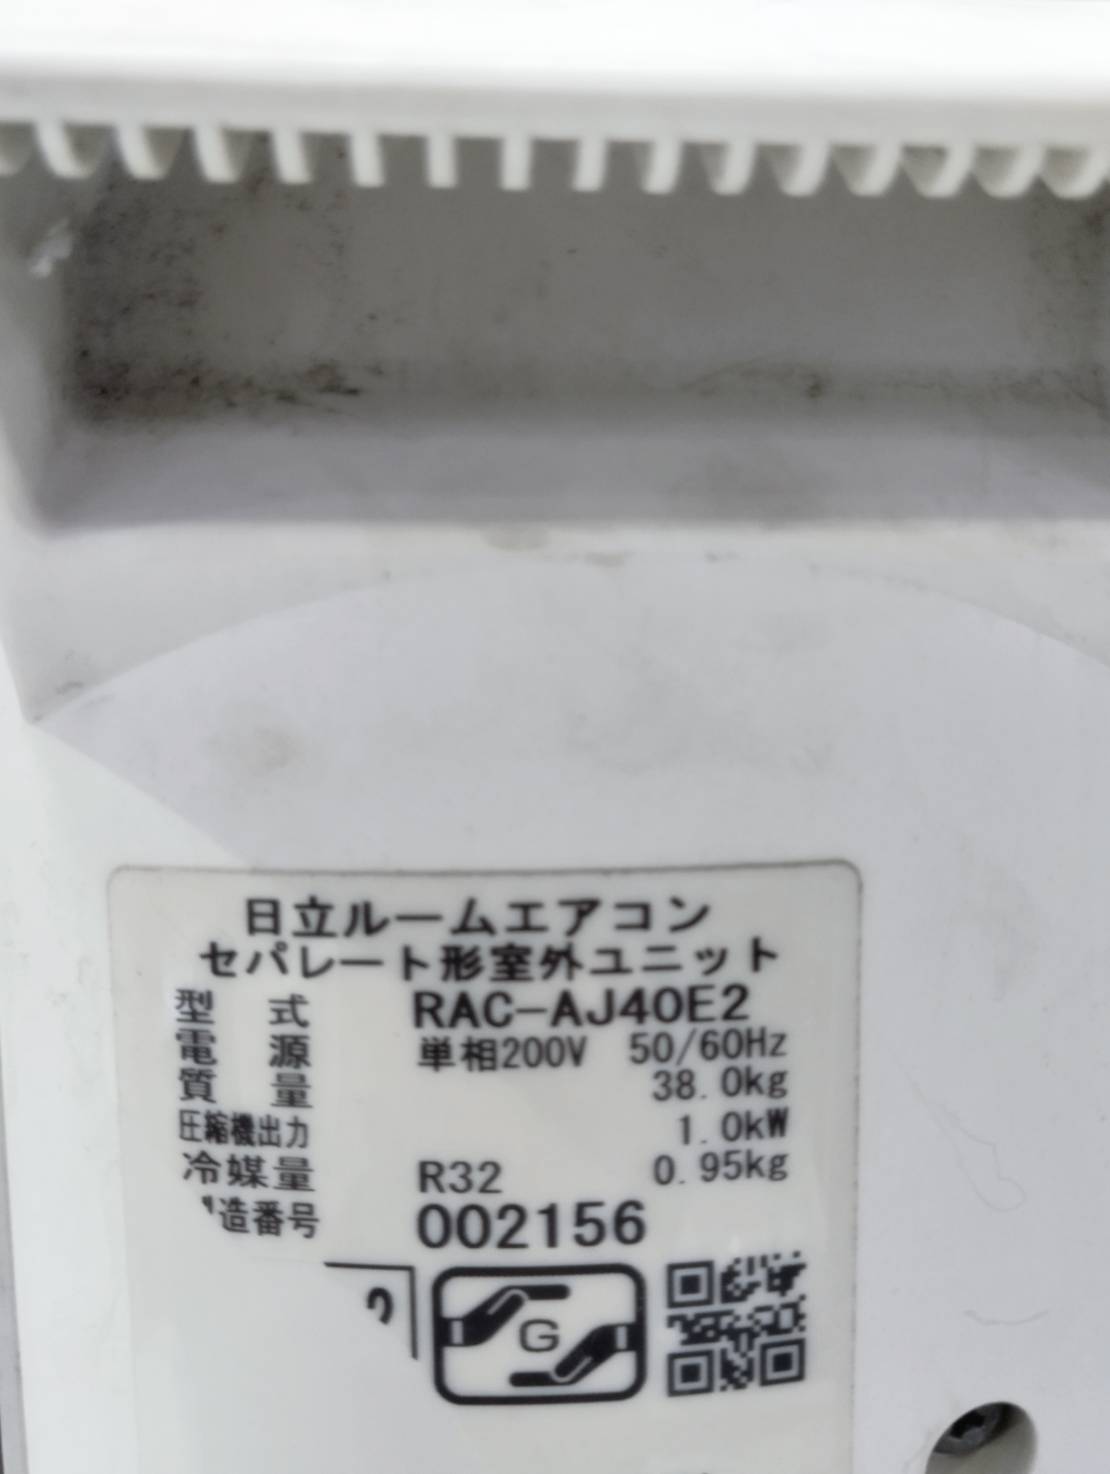 日立ルームエアコン
セパレート形室外ユニット
型 式 RAC-AJ40E2
電 源 単相200V 50/60Hz
質 量 38.0kg
圧縮機出力 1.0kW
冷媒量 R32 0.95kg
造番号 002156
G